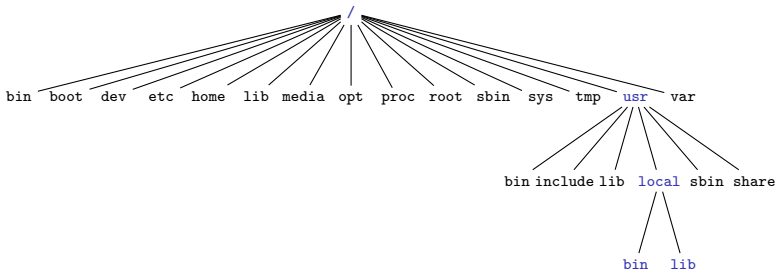 /
bin boot dev etc home lib media opt proc root sbin sys tmp usr var
bin include lib local sbin share
bin lib